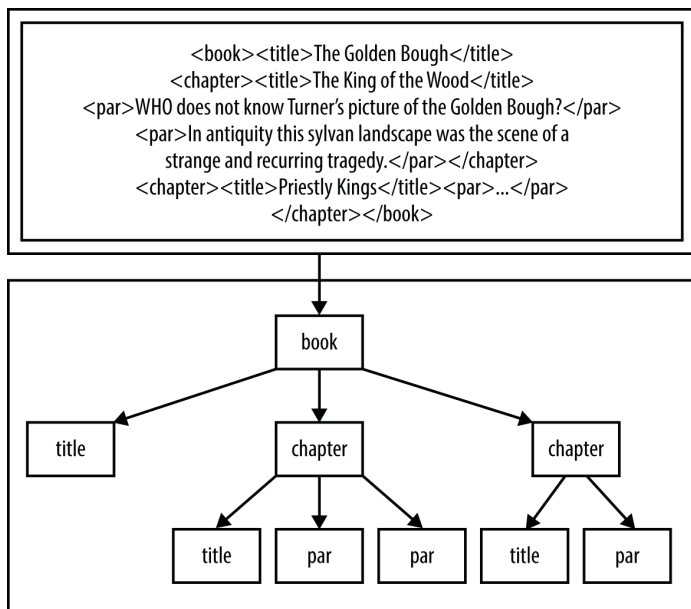 <book><title>The Golden Bough</title>
<chapter><title>The King of the Wood</title>
<par>WHO does not know Turner’s picture of the Golden Bough?</par>
<par>In antiquity this sylvan landscape was the scene of a
strange and recurring tragedy.</par></chapter>
<chapter><title>Priestly Kings</title><par>...</par>
</chapter></book>
book
title
chapter
chapter
title
par
par
title
par